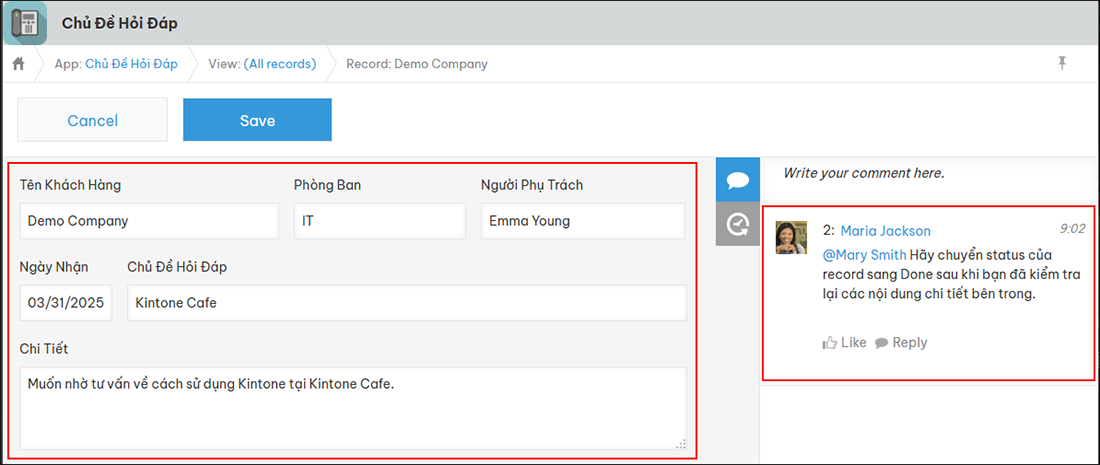 Chủ Đề Hỏi Đáp
App: Chủ Đề Hỏi Đáp View: (All records) Record: Demo Company
Cancel Save
Tên Khách Hàng Phòng Ban Người Phụ Trách
Demo Company IT Emma Young
Ngày Nhận Chủ Đề Hỏi Đáp
03/31/2025 Kintone Cafe
Chi Tiết
Muốn nhờ tư vấn về cách sử dụng Kintone tại Kintone Cafe.
Write your comment here.
2: Maria Jackson 9:02
@Mary Smith Hãy chuyển status của
record sang Done sau khi bạn đã kiểm tra
lại các nội dung chi tiết bên trong.
Like Reply